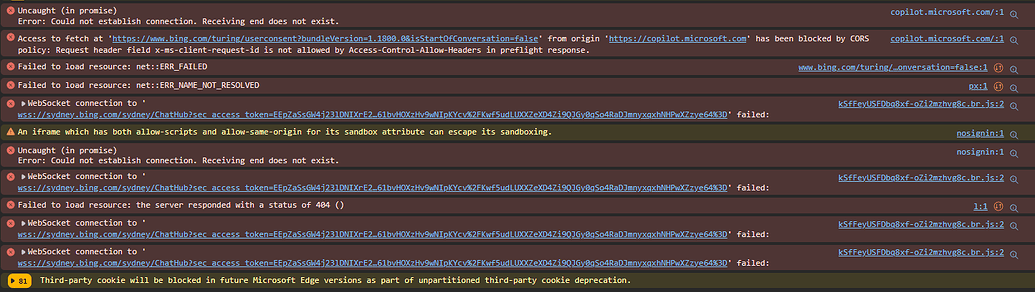 Uncaught (in promise)
Error: Could not establish connection. Receiving end does not exist.
copilot.microsoft.com/:1
Access to fetch at 'https://www.bing.com/turing/userconsent?bundleVersion=1.1800.0&isStartOfConversation=false' from origin 'https://copilot.microsoft.com' has been blocked by CORS
policy: Request header field x-ms-client-request-id is not allowed by Access-Control-Allow-Headers in preflight response.
copilot.microsoft.com/:1
Failed to load resource: net::ERR_FAILED
www.bing.com/turing/…onversation=false:1
Failed to load resource: net::ERR_NAME_NOT_RESOLVED
px:1
WebSocket connection to '
wss://sydney.bing.com/sydney/ChatHub?sec_access_token=EEpZaSsGW4j23lDNIXrE2…61bvHOXzHv9wNIpKYcv%2FKwf5udLUXXZeXD4Zi9QJGy0qSo4RaDJmnyxqxhNHPwXZzye64%3D' failed:
kSfFeyUSFDbq8xf-oZi2mzhvg8c.br.js:2
An iframe which has both allow-scripts and allow-same-origin for its sandbox attribute can escape its sandboxing.
nosignin:1
Uncaught (in promise)
Error: Could not establish connection. Receiving end does not exist.
nosignin:1
WebSocket connection to '
wss://sydney.bing.com/sydney/ChatHub?sec_access_token=EEpZaSsGW4j23lDNIXrE2…61bvHOXzHv9wNIpKYcv%2FKwf5udLUXXZeXD4Zi9QJGy0qSo4RaDJmnyxqxhNHPwXZzye64%3D' failed:
kSfFeyUSFDbq8xf-oZi2mzhvg8c.br.js:2
Failed to load resource: the server responded with a status of 404 ()
l:1
WebSocket connection to '
wss://sydney.bing.com/sydney/ChatHub?sec_access_token=EEpZaSsGW4j23lDNIXrE2…61bvHOXzHv9wNIpKYcv%2FKwf5udLUXXZeXD4Zi9QJGy0qSo4RaDJmnyxqxhNHPwXZzye64%3D' failed:
kSfFeyUSFDbq8xf-oZi2mzhvg8c.br.js:2
WebSocket connection to '
wss://sydney.bing.com/sydney/ChatHub?sec_access_token=EEpZaSsGW4j23lDNIXrE2…61bvHOXzHv9wNIpKYcv%2FKwf5udLUXXZeXD4Zi9QJGy0qSo4RaDJmnyxqxhNHPwXZzye64%3D' failed:
kSfFeyUSFDbq8xf-oZi2mzhvg8c.br.js:2
81 Third-party cookie will be blocked in future Microsoft Edge versions as part of unpartitioned third-party cookie deprecation.